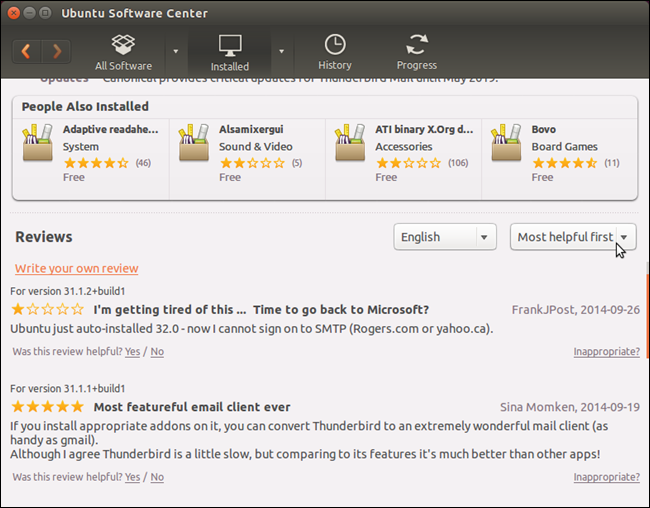 Ubuntu Software Center
All Software
Installed
History
Progress
Updates   Canonical provides critical updates for Thunderbird Mail until May 2019.
People Also Installed
Adaptive readahe...
System
(46)
Free
Alsamixergui
Sound & Video
(5)
Free
ATI binary X.Org d...
Accessories
(106)
Free
Bovo
Board Games
(11)
Free
Reviews
English
Most helpful first
Write your own review
For version 31.1.2+build1
I'm getting tired of this ...  Time to go back to Microsoft?
FrankJPost, 2014-09-26
Ubuntu just auto-installed 32.0 - now I cannot sign on to SMTP (Rogers.com or yahoo.ca).
Was this review helpful? Yes / No
Inappropriate?
For version 31.1.1+build1
Most featureful email client ever
Sina Momken, 2014-09-19
If you install appropriate addons on it, you can convert Thunderbird to an extremely wonderful mail client (as
handy as gmail).
Although I agree Thunderbird is a little slow, but comparing to its features it's much better than other apps!
Was this review helpful? Yes / No
Inappropriate?